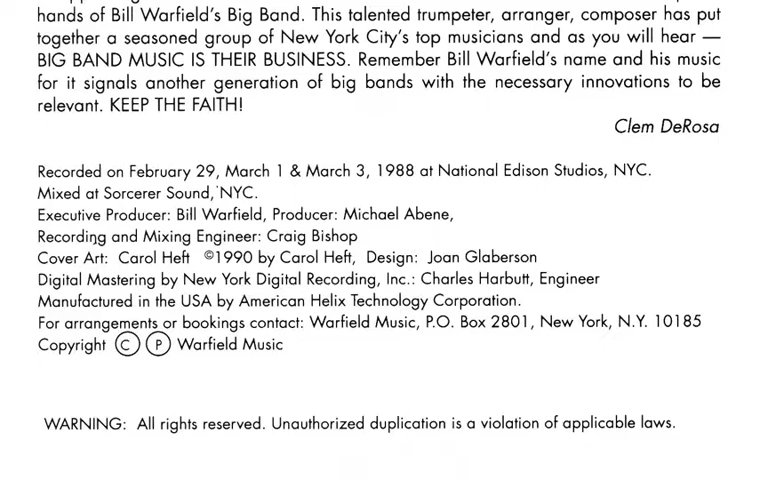 hands of Bill Warfield's Big Band. This talented trumpeter, arranger, composer has put
together a seasoned group of New York City's top musicians and as you will hear —
BIG BAND MUSIC IS THEIR BUSINESS. Remember Bill Warfield's name and his music
for it signals another generation of big bands with the necessary innovations to be
relevant. KEEP THE FAITH!
Clem DeRosa
Recorded on February 29, March 1 & March 3, 1988 at National Edison Studios, NYC.
Mixed at Sorcerer Sound, NYC.
Executive Producer: Bill Warfield, Producer: Michael Abene,
Recording and Mixing Engineer: Craig Bishop
Cover Art: Carol Heft ©1990 by Carol Heft, Design: Joan Glaberson
Digital Mastering by New York Digital Recording, Inc.: Charles Harbutt, Engineer
Manufactured in the USA by American Helix Technology Corporation.
For arrangements or bookings contact: Warfield Music, P.O. Box 2801, New York, N.Y. 10185
Copyright © ℗ Warfield Music
WARNING: All rights reserved. Unauthorized duplication is a violation of applicable laws.